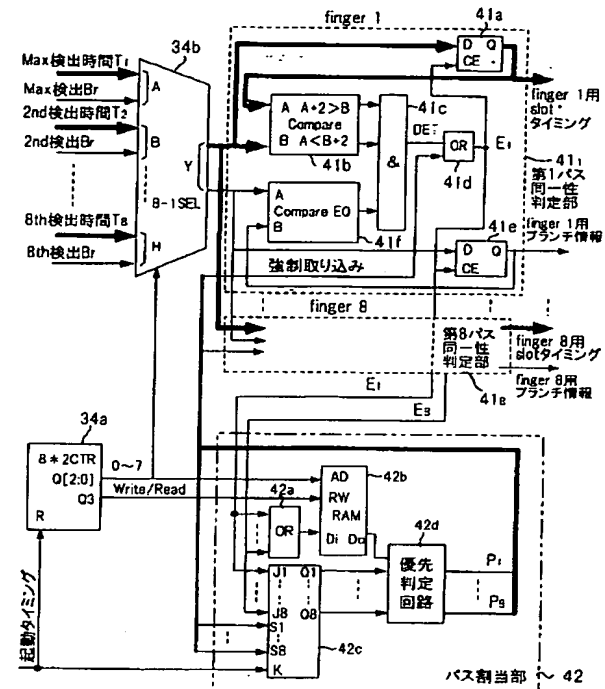 finger 1
41a
34b
Max検出時間T1
Max検出Br
2nd検出時間T2
2nd検出Br
8th検出時間T8
8th検出Br
A
B
H
Y
8-1SEL
D Q
CE
A A+2>B
Compare
B A<B+2
41b
41c
&
DET
OR
41d
E1
finger 1用
slot
タイミング
41₁
第1パス
同一性
判定部
A
Compare EQ
B
41f
41e
D Q
CE
finger 1用
ブランチ情報
強制取り込み
finger 8
第8パス
同一性
判定部
finger 8用
slotタイミング
finger 8用
ブランチ情報
41₈
E1
E8
34a
8*2CTR
Q[2:0]
Q3
R
0~7
Write/Read
起動タイミング
42a
OR
42b
AD
RW
RAM
Di Do
42d
優先
判定
回路
P1
P8
J1 Q1
J8 Q8
S1
S8
K
42c
パス割当部 ~ 42